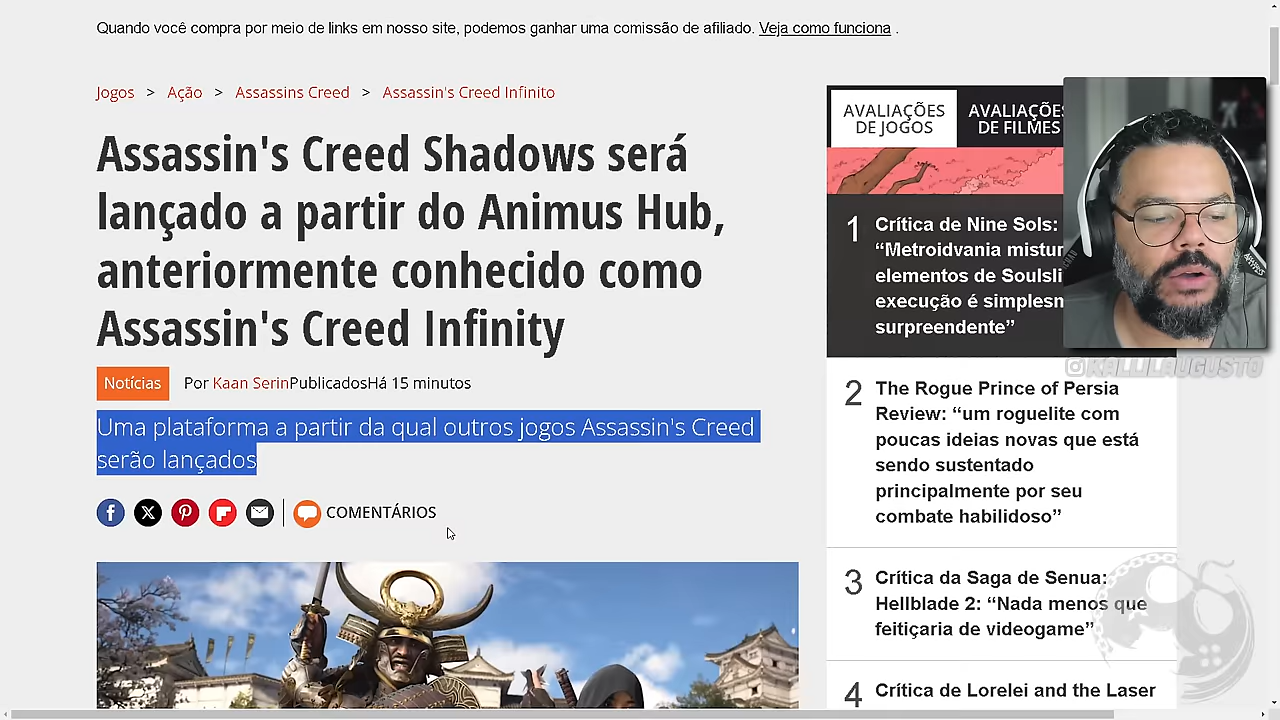 Quando você compra por meio de links em nosso site, podemos ganhar uma comissão de afiliado. Veja como funciona .
Jogos > Ação > Assassins Creed > Assassin's Creed Infinito
Assassin's Creed Shadows será
lançado a partir do Animus Hub,
anteriormente conhecido como
Assassin's Creed Infinity
Notícias Por Kaan SerinPublicadosHá 15 minutos
Uma plataforma a partir da qual outros jogos Assassin's Creed
serão lançados
COMENTÁRIOS
AVALIAÇÕES
DE JOGOS
AVALIAÇÕES
DE FILMES
1 Crítica de Nine Sols:
“Metroidvania mistur
elementos de Soulsli
execução é simplesm
surpreendente”
@KALLILAUGUSTO
2 The Rogue Prince of Persia
Review: “um roguelite com
poucas ideias novas que está
sendo sustentado
principalmente por seu
combate habilidoso”
3 Crítica da Saga de Senua:
Hellblade 2: “Nada menos que
feitiçaria de videogame”
4 Crítica de Lorelei and the Laser